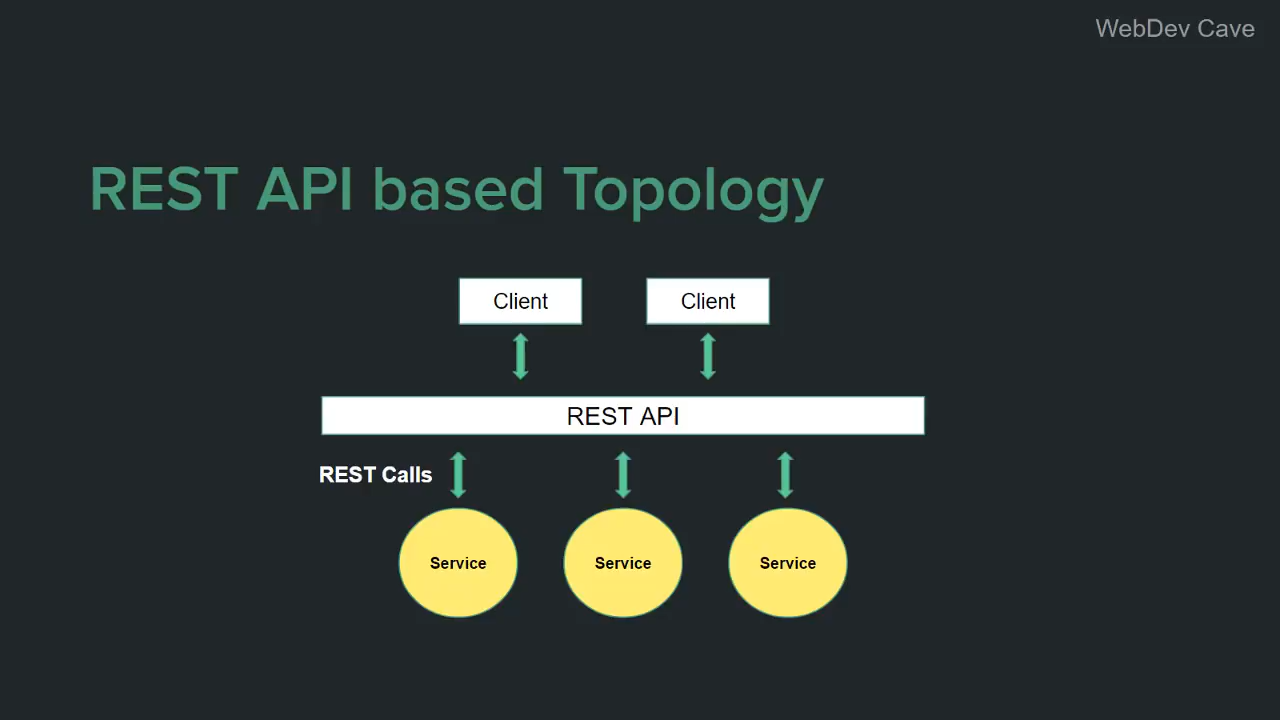 WebDev Cave
REST API based Topology
Client
Client
REST API
REST Calls
Service
Service
Service